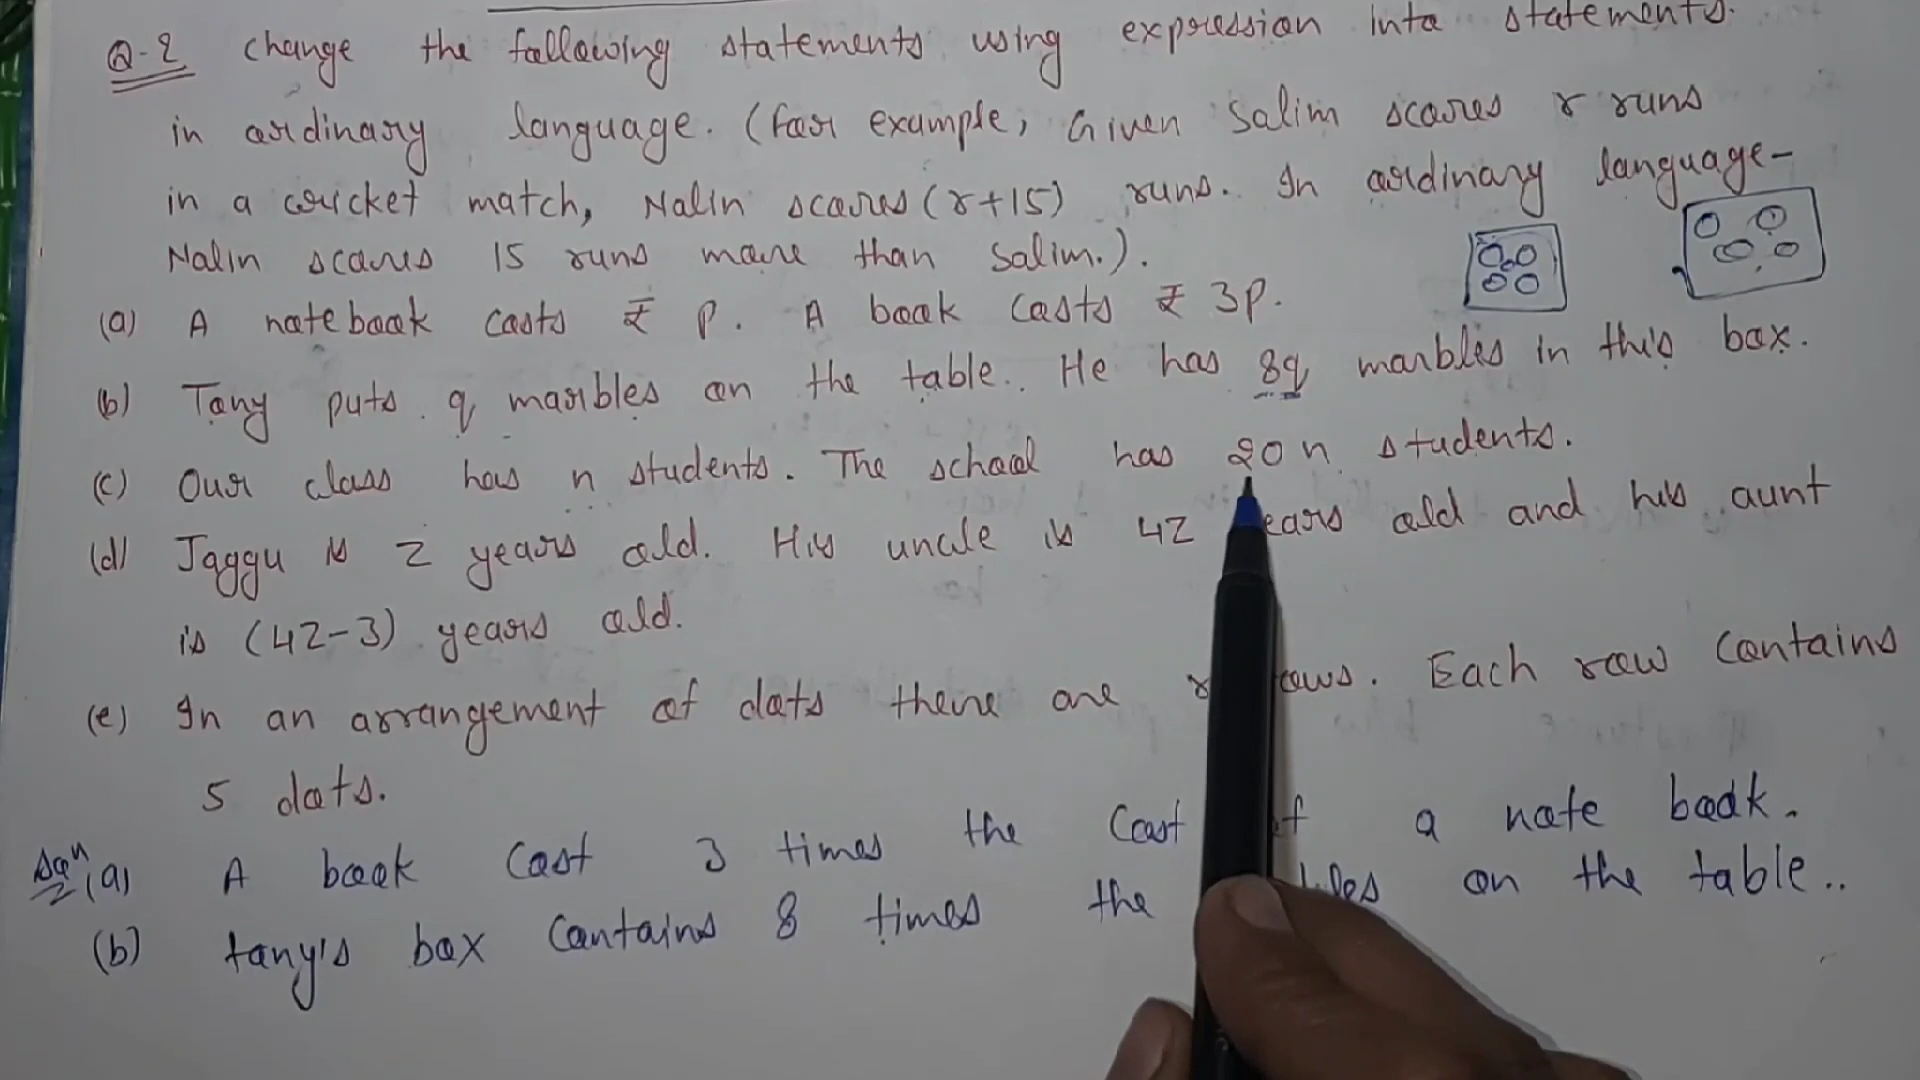 Q-2 change the following statements using expression into statements.
in ordinary language. (for example, Given Salim scores r runs
in a cricket match, Nalin scores (r+15) runs. In ordinary language-
Nalin scores 15 runs more than Salim.).
(a) A notebook costs ₹ p. A book costs ₹ 3p.
(b) Tony puts q marbles on the table.. He has 8q marbles in this box.
(c) Our class has n students. The school has 20 n students.
(d) Jaggu is z years old. His uncle is 4z years old and his aunt
is (4z-3) years old.
(e) In an arrangement of dots there are r rows. Each row contains
5 dots.
Soln (a) A book cost 3 times the cost of a note book.
(b) tony's box contains 8 times the on the table..